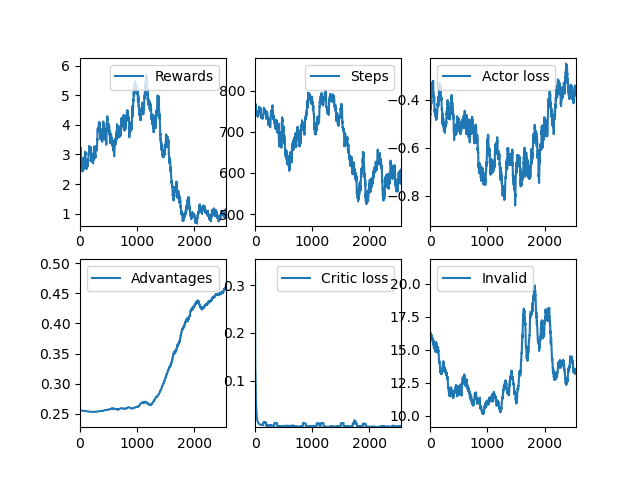 Rewards
6
5
4
3
2
1
0 1000 2000
Steps
800
700
600
500
0 1000 2000
Actor loss
−0.4
−0.6
−0.8
0 1000 2000
Advantages
0.50
0.45
0.40
0.35
0.30
0.25
0 1000 2000
Critic loss
0.3
0.2
0.1
0 1000 2000
Invalid
20.0
17.5
15.0
12.5
10.0
0 1000 2000